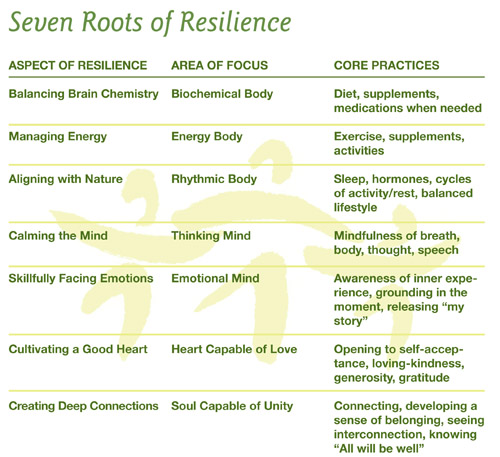 Seven Roots of Resilience
ASPECT OF RESILIENCE AREA OF FOCUS CORE PRACTICES
Balancing Brain Chemistry Biochemical Body Diet, supplements,
medications when needed
Managing Energy Energy Body Exercise, supplements,
activities
Aligning with Nature Rhythmic Body Sleep, hormones, cycles
of activity/rest, balanced
lifestyle
Calming the Mind Thinking Mind Mindfulness of breath,
body, thought, speech
Skillfully Facing Emotions Emotional Mind Awareness of inner expe-
rience, grounding in the
moment, releasing “my
story”
Cultivating a Good Heart Heart Capable of Love Opening to self-accep-
tance, loving-kindness,
generosity, gratitude
Creating Deep Connections Soul Capable of Unity Connecting, developing a
sense of belonging, seeing
interconnection, knowing
“All will be well”